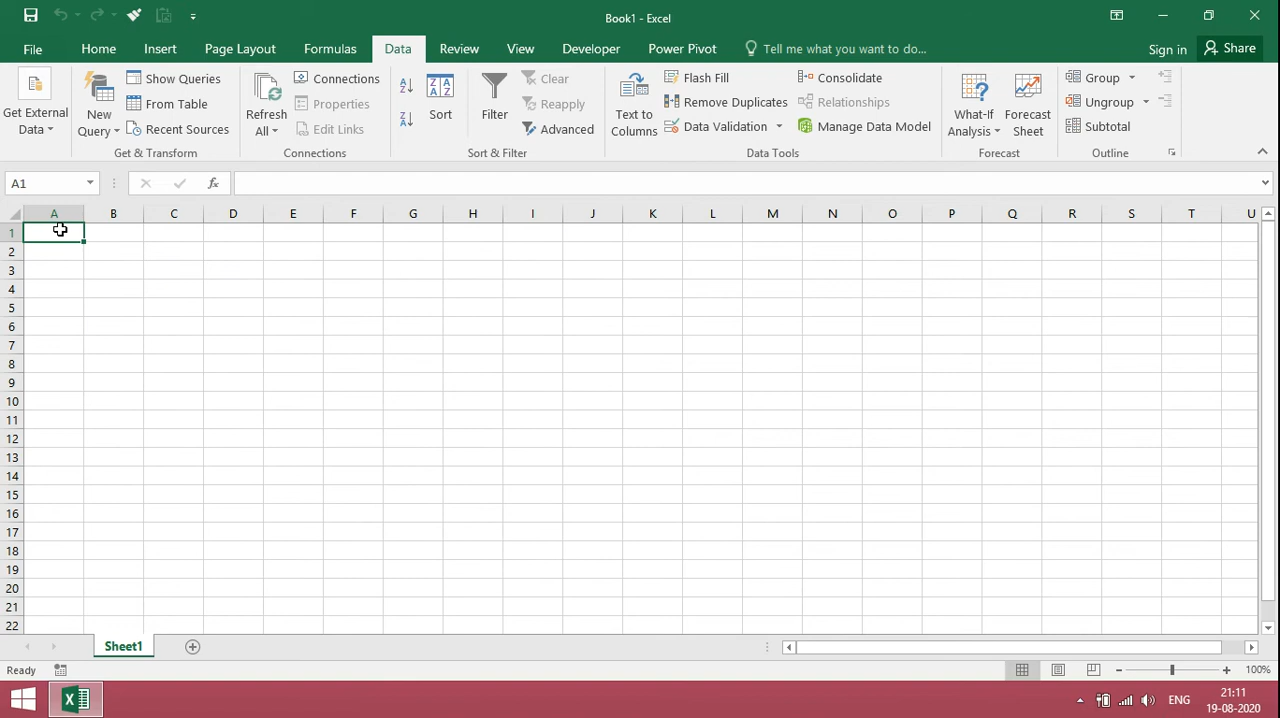 Book1 - Excel
File Home Insert Page Layout Formulas Data Review View Developer Power Pivot Tell me what you want to do... Sign in Share
Get External Data
New Query
Show Queries
From Table
Recent Sources
Get & Transform
Refresh All
Connections
Properties
Edit Links
Connections
Sort
Filter
Clear
Reapply
Advanced
Sort & Filter
Text to Columns
Flash Fill
Remove Duplicates
Data Validation
Consolidate
Relationships
Manage Data Model
Data Tools
What-If Analysis
Forecast Sheet
Forecast
Group
Ungroup
Subtotal
Outline
A1 fx
A B C D E F G H I J K L M N O P Q R S T U
1
2
3
4
5
6
7
8
9
10
11
12
13
14
15
16
17
18
19
20
21
22
Sheet1
Ready 100%
ENG 21:11
19-08-2020